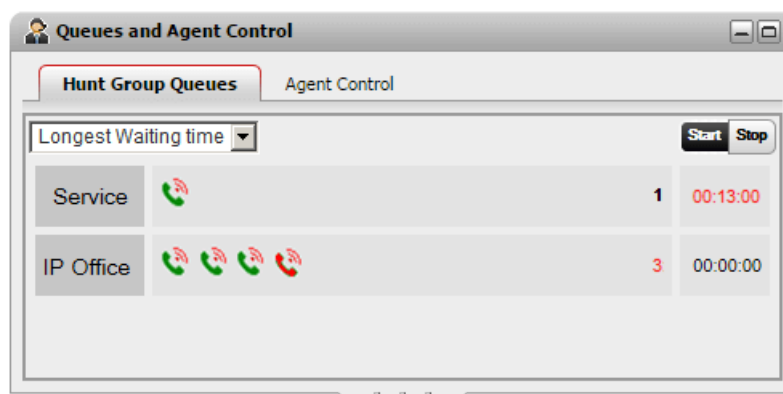 Queues and Agent Control
Hunt Group Queues Agent Control
Longest Waiting time Start Stop
Service 1 00:13:00
IP Office 3 00:00:00